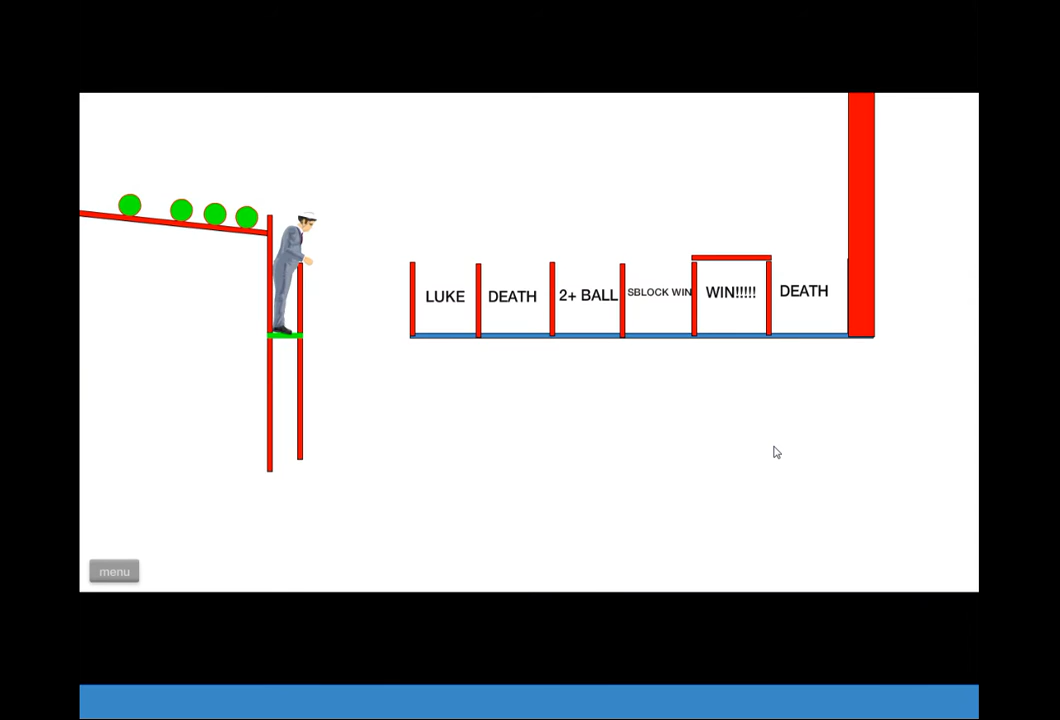 LUKE
DEATH
2+ BALL
SBLOCK WIN
WIN!!!!!
DEATH
menu